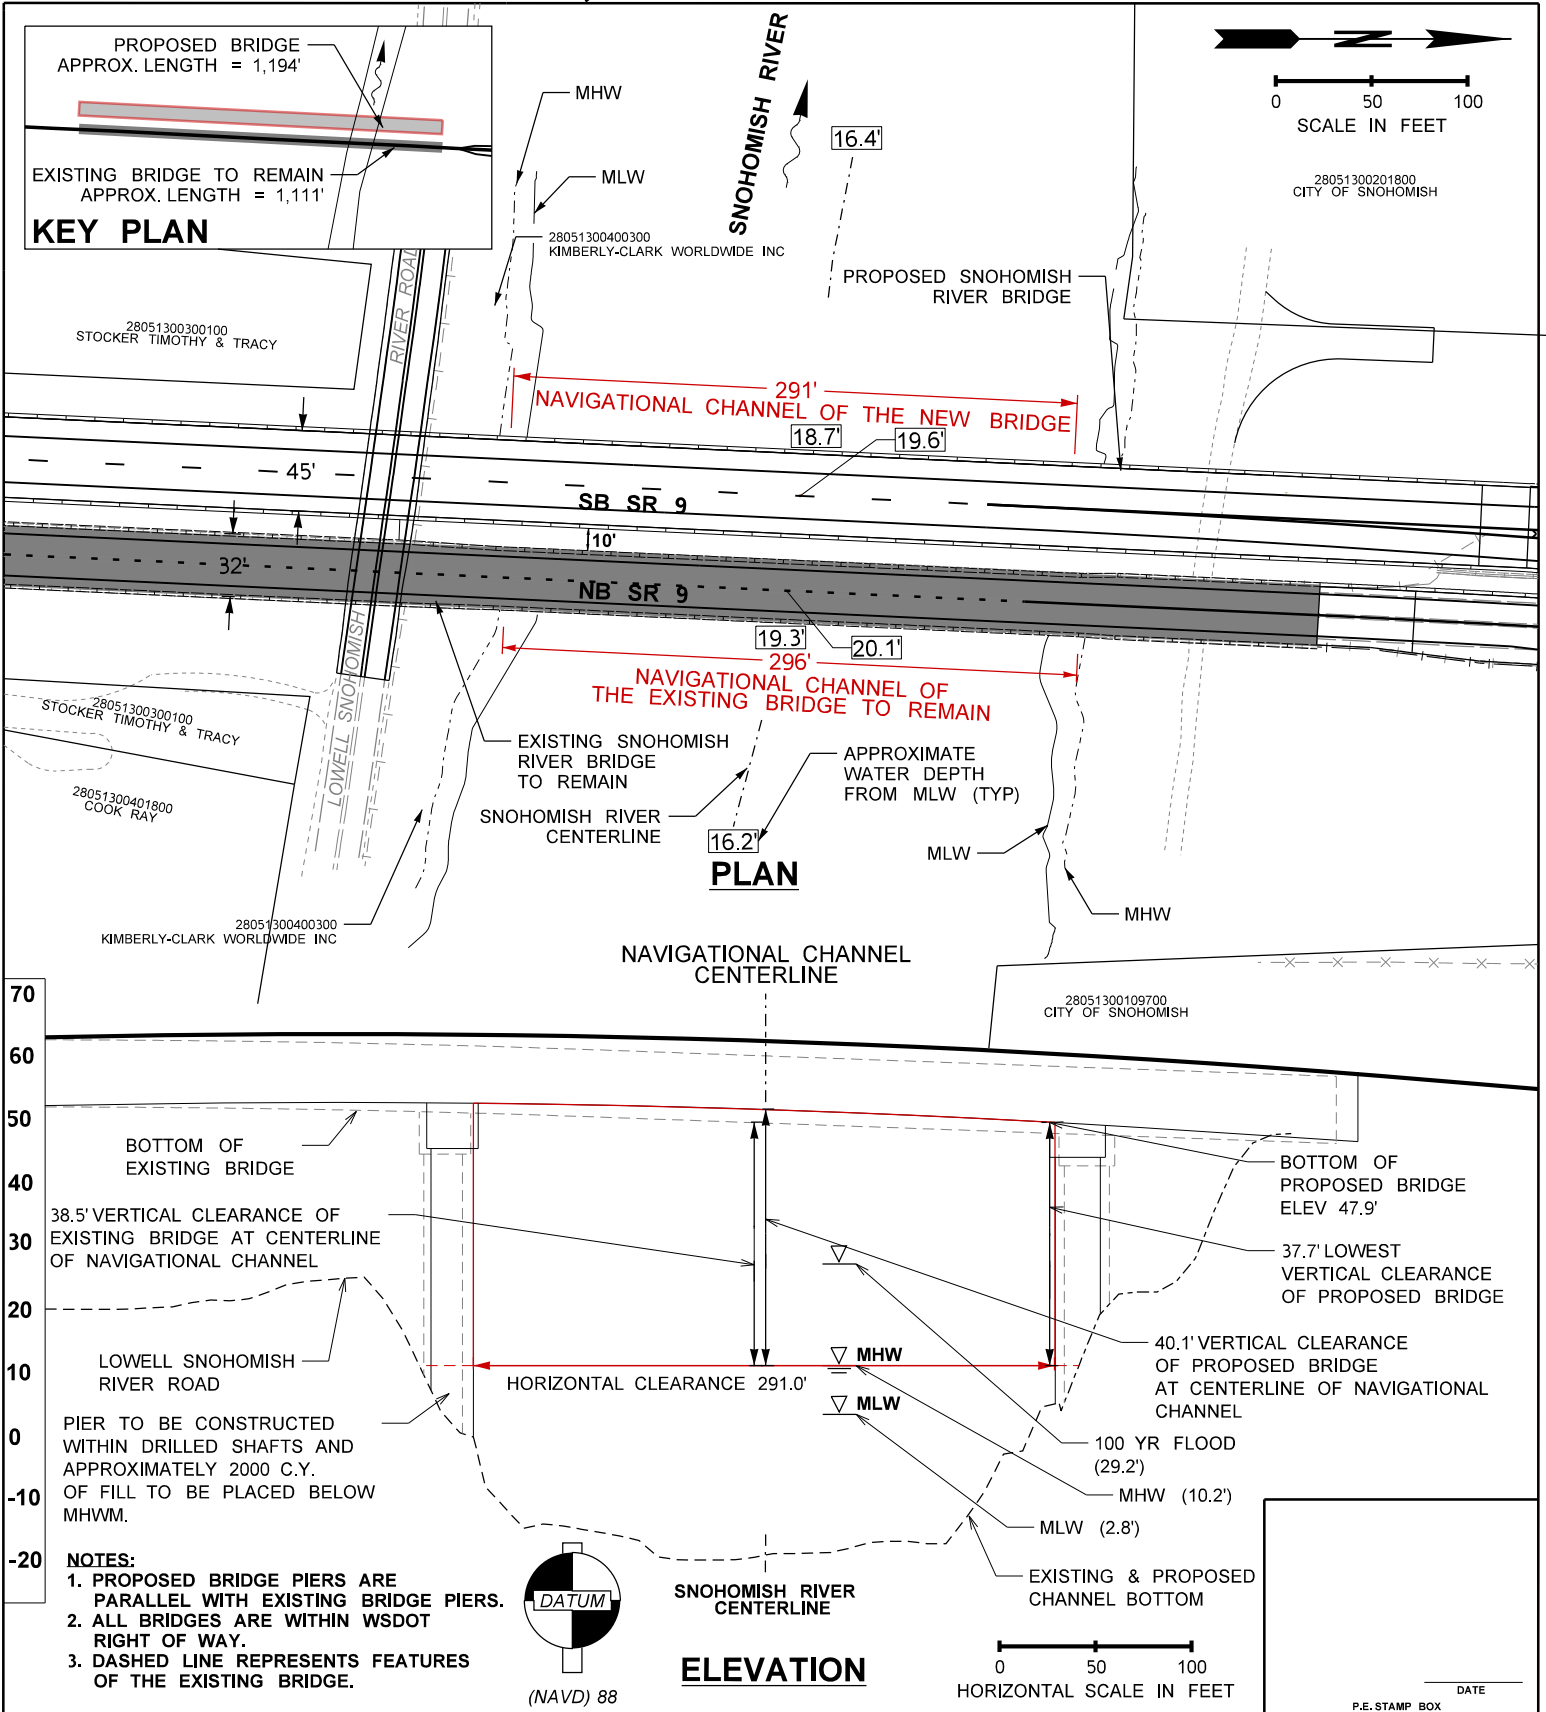 PROPOSED BRIDGE
APPROX. LENGTH = 1,194'
EXISTING BRIDGE TO REMAIN
APPROX. LENGTH = 1,111'
KEY PLAN
MHW
MLW
28051300400300
KIMBERLY-CLARK WORLDWIDE INC
SNOHOMISH RIVER
16.4'
N
0 50 100
SCALE IN FEET
28051300201800
CITY OF SNOHOMISH
PROPOSED SNOHOMISH
RIVER BRIDGE
28051300300100
STOCKER TIMOTHY & TRACY
RIVER ROAD
291'
NAVIGATIONAL CHANNEL OF THE NEW BRIDGE
18.7'
19.6'
45'
SB SR 9
10'
32'
NB SR 9
19.3'
20.1'
296'
NAVIGATIONAL CHANNEL OF
THE EXISTING BRIDGE TO REMAIN
LOWELL SNOHOMISH
28051300300100
STOCKER TIMOTHY & TRACY
28051300401800
COOK RAY
EXISTING SNOHOMISH
RIVER BRIDGE
TO REMAIN
SNOHOMISH RIVER
CENTERLINE
APPROXIMATE
WATER DEPTH
FROM MLW (TYP)
16.2'
MLW
MHW
PLAN
28051300400300
KIMBERLY-CLARK WORLDWIDE INC
NAVIGATIONAL CHANNEL
CENTERLINE
28051300109700
CITY OF SNOHOMISH
70
60
50
40
30
20
10
0
-10
-20
BOTTOM OF
EXISTING BRIDGE
38.5' VERTICAL CLEARANCE OF
EXISTING BRIDGE AT CENTERLINE
OF NAVIGATIONAL CHANNEL
LOWELL SNOHOMISH
RIVER ROAD
PIER TO BE CONSTRUCTED
WITHIN DRILLED SHAFTS AND
APPROXIMATELY 2000 C.Y.
OF FILL TO BE PLACED BELOW
MHWM.
HORIZONTAL CLEARANCE 291.0'
MHW
MLW
BOTTOM OF
PROPOSED BRIDGE
ELEV 47.9'
37.7' LOWEST
VERTICAL CLEARANCE
OF PROPOSED BRIDGE
40.1' VERTICAL CLEARANCE
OF PROPOSED BRIDGE
AT CENTERLINE OF NAVIGATIONAL
CHANNEL
100 YR FLOOD
(29.2')
MHW (10.2')
MLW (2.8')
EXISTING & PROPOSED
CHANNEL BOTTOM
NOTES:
1. PROPOSED BRIDGE PIERS ARE
PARALLEL WITH EXISTING BRIDGE PIERS.
2. ALL BRIDGES ARE WITHIN WSDOT
RIGHT OF WAY.
3. DASHED LINE REPRESENTS FEATURES
OF THE EXISTING BRIDGE.
DATUM
(NAVD) 88
SNOHOMISH RIVER
CENTERLINE
ELEVATION
0 50 100
HORIZONTAL SCALE IN FEET
DATE
P.E. STAMP BOX